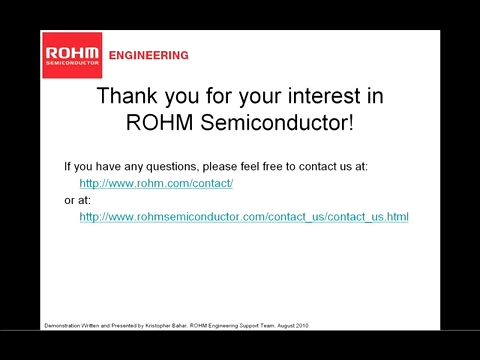 ROHM
SEMICONDUCTOR
ENGINEERING
Thank you for your interest in
ROHM Semiconductor!
If you have any questions, please feel free to contact us at:
http://www.rohm.com/contact/
or at:
http://www.rohmsemiconductor.com/contact_us/contact_us.html
Demonstration Written and Presented by Kristopher Bahar, ROHM Engineering Support Team, August 2010